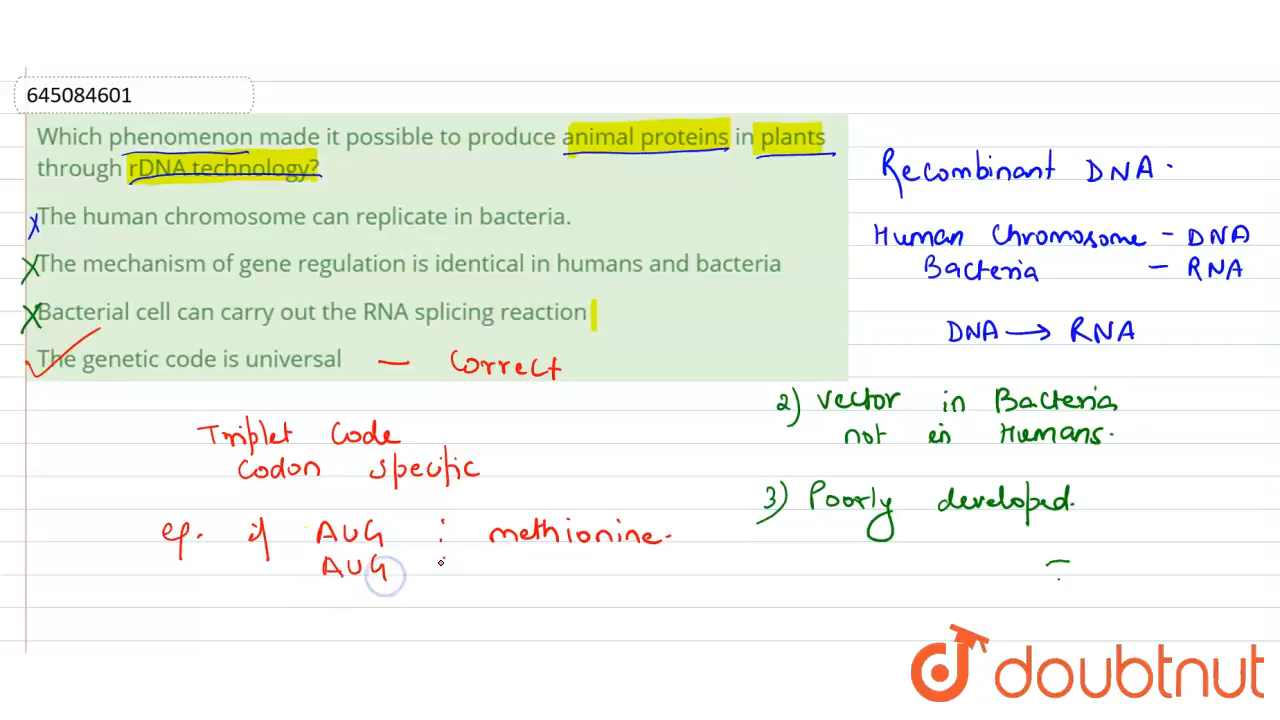 645084601
Which phenomenon made it possible to produce animal proteins in plants
through rDNA technology?
The human chromosome can replicate in bacteria.
The mechanism of gene regulation is identical in humans and bacteria
Bacterial cell can carry out the RNA splicing reaction
The genetic code is universal — Correct
Triplet Code
Codon specific
eg. if AUG : methionine.
AUG :
Recombinant DNA.
Human Chromosome - DNA
Bacteria - RNA
DNA → RNA
2) Vector in Bacteria
not in Humans.
3) Poorly developed.
doubtnut